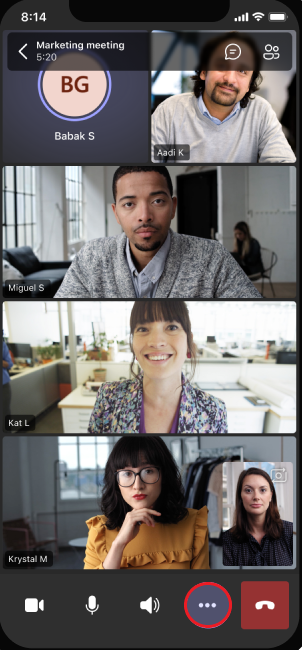 8:14
Marketing meeting
5:20
BG
Babak S
Aadi K
Miguel S
Kat L
Krystal M